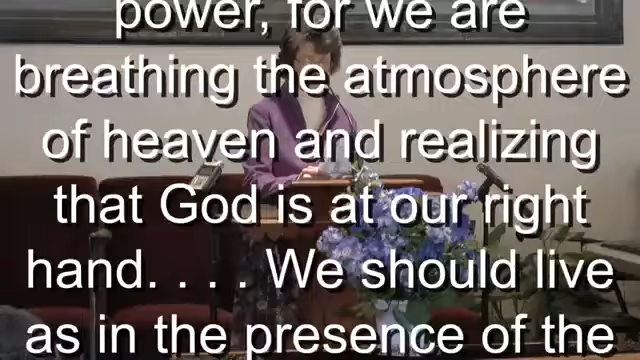 power, for we are
breathing the atmosphere
of heaven and realizing
that God is at our right
hand. . . . We should live
as in the presence of the